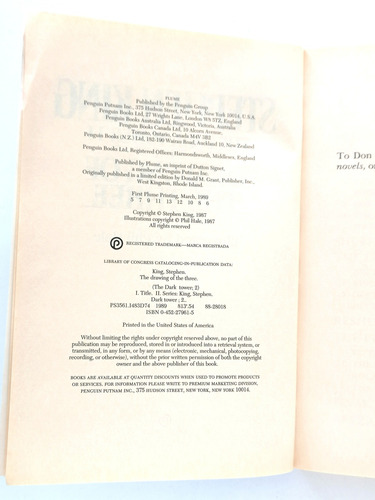 PLUME
Published by the Penguin Group
Penguin Putnam Inc., 375 Hudson Street, New York, New York 10014, U.S.A.
Penguin Books Ltd, 27 Wrights Lane, London W8 5TZ, England
Penguin Books Australia Ltd, Ringwood, Victoria, Australia
Penguin Books Canada Ltd, 10 Alcorn Avenue,
Toronto, Ontario, Canada M4V 3B2
Penguin Books (N.Z.) Ltd, 182-190 Wairau Road, Auckland 10, New Zealand
Penguin Books Ltd, Registered Offices: Harmondsworth, Middlesex, England
Published by Plume, an imprint of Dutton Signet,
a member of Penguin Putnam Inc.
Originally published in a limited edition by Donald M. Grant, Publisher, Inc.,
West Kingston, Rhode Island.
First Plume Printing, March, 1989
5 7 9 11 13 12 10 8 6
Copyright © Stephen King, 1987
Illustrations copyright © Phil Hale, 1987
All rights reserved
REGISTERED TRADEMARK—MARCA REGISTRADA
LIBRARY OF CONGRESS CATALOGING-IN-PUBLICATION DATA:
King, Stephen.
The drawing of the three.
(The Dark tower; 2)
I. Title. II. Series: King, Stephen.
Dark tower ; 2.
PS3561.I483D74 1989 813'.54 88-28018
ISBN 0-452-27961-5
Printed in the United States of America
Without limiting the rights under copyright reserved above, no part of this
publication may be reproduced, stored in or introduced into a retrieval system, or
transmitted, in any form, or by any means (electronic, mechanical, photocopying,
recording, or otherwise), without the prior written permission of both the copyright
owner and the above publisher of this book.
BOOKS ARE AVAILABLE AT QUANTITY DISCOUNTS WHEN USED TO PROMOTE PRODUCTS
OR SERVICES. FOR INFORMATION PLEASE WRITE TO PREMIUM MARKETING DIVISION,
PENGUIN PUTNAM INC., 375 HUDSON STREET, NEW YORK, NEW YORK 10014.
To Don
novels, o